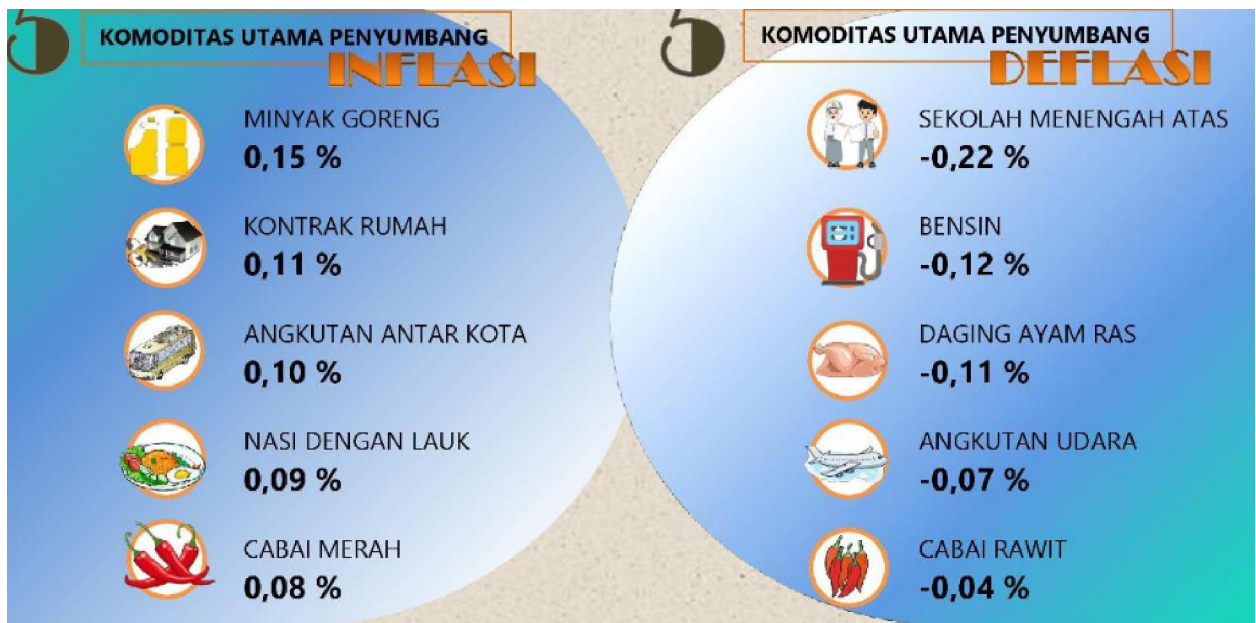 5 KOMODITAS UTAMA PENYUMBANG
INFLASI
MINYAK GORENG
0,15 %
KONTRAK RUMAH
0,11 %
ANGKUTAN ANTAR KOTA
0,10 %
NASI DENGAN LAUK
0,09 %
CABAI MERAH
0,08 %
5 KOMODITAS UTAMA PENYUMBANG
DEFLASI
SEKOLAH MENENGAH ATAS
-0,22 %
BENSIN
-0,12 %
DAGING AYAM RAS
-0,11 %
ANGKUTAN UDARA
-0,07 %
CABAI RAWIT
-0,04 %